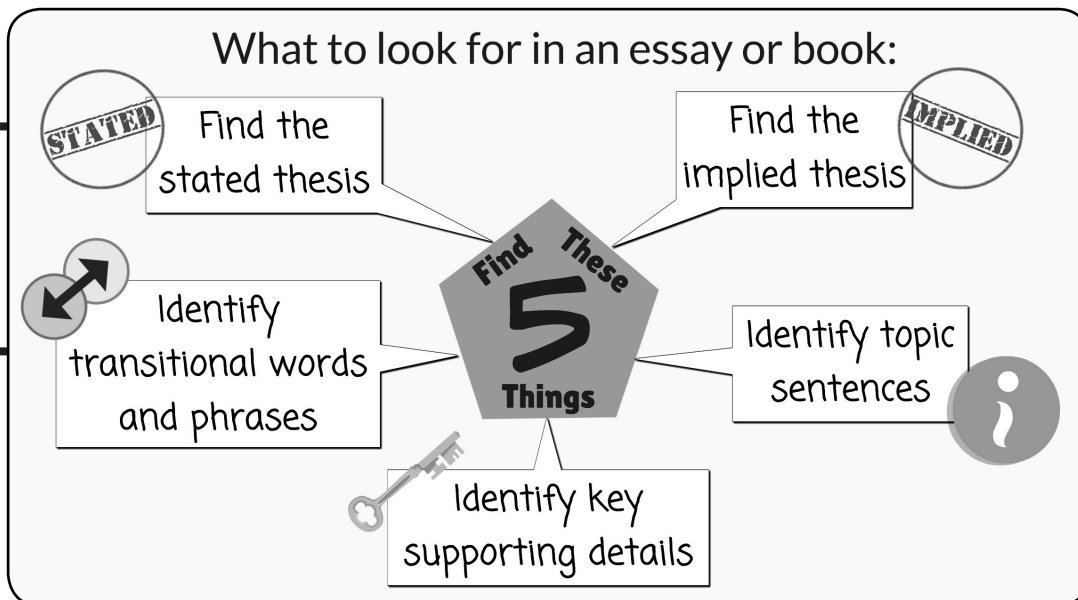 What to look for in an essay or book:
STATED
Find the
stated thesis
IMPLIED
Find the
implied thesis
Find These
5
Things
Identify
transitional words
and phrases
Identify topic
sentences
i
Identify key
supporting details